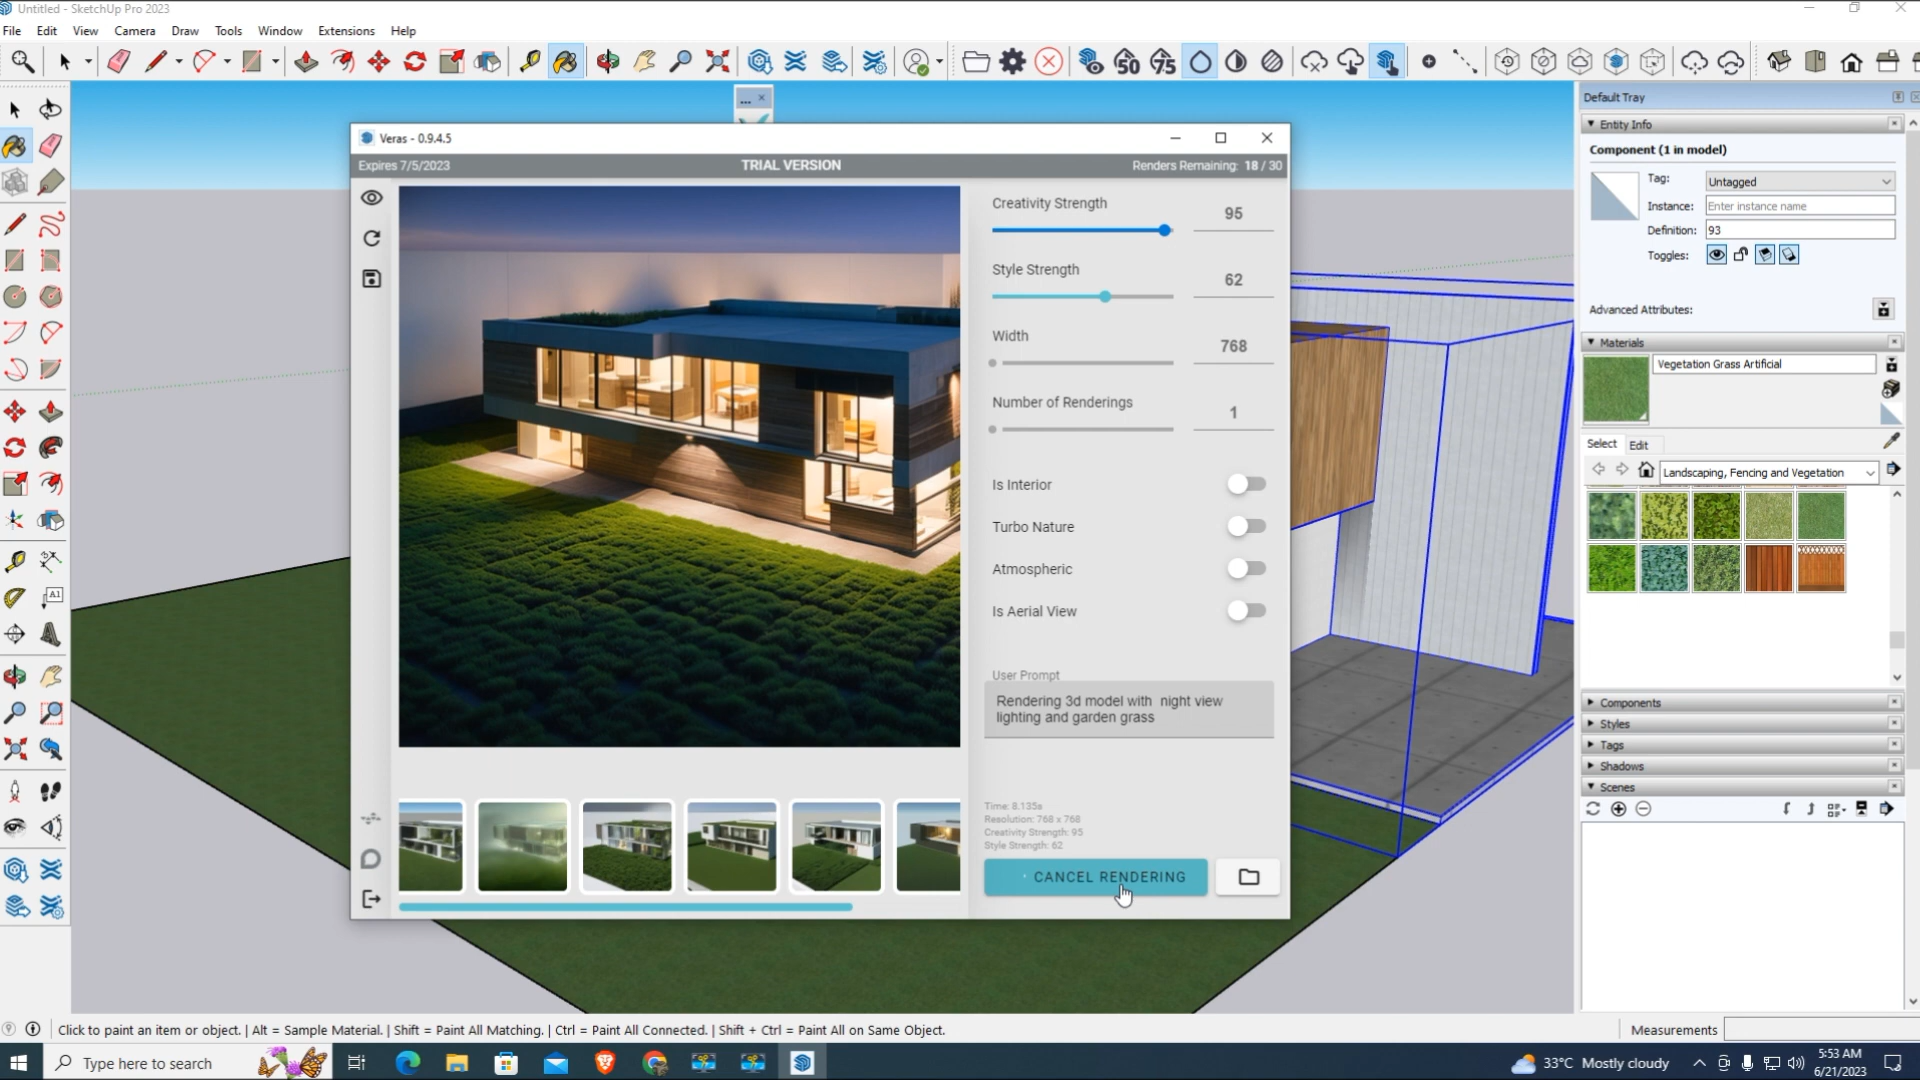 Untitled - SketchUp Pro 2023
File Edit View Camera Draw Tools Window Extensions Help
50 75
Default Tray
Entity Info
Component (1 in model)
Tag: Untagged
Instance: Enter instance name
Definition: 93
Toggles:
Advanced Attributes:
Materials
Vegetation Grass Artificial
Select Edit
Landscaping, Fencing and Vegetation
Components
Styles
Tags
Shadows
Scenes
...
Veras - 0.9.4.5
Expires 7/5/2023 TRIAL VERSION Renders Remaining: 18 / 30
Creativity Strength 95
Style Strength 62
Width 768
Number of Renderings 1
Is Interior
Turbo Nature
Atmospheric
Is Aerial View
User Prompt
Rendering 3d model with night view
lighting and garden grass
Time: 8.135s
Resolution: 768 x 768
Creativity Strength: 95
Style Strength: 62
CANCEL RENDERING
A1
Click to paint an item or object. | Alt = Sample Material. | Shift = Paint All Matching. | Ctrl = Paint All Connected. | Shift + Ctrl = Paint All on Same Object.
Measurements
Type here to search
33°C Mostly cloudy
5:53 AM
6/21/2023